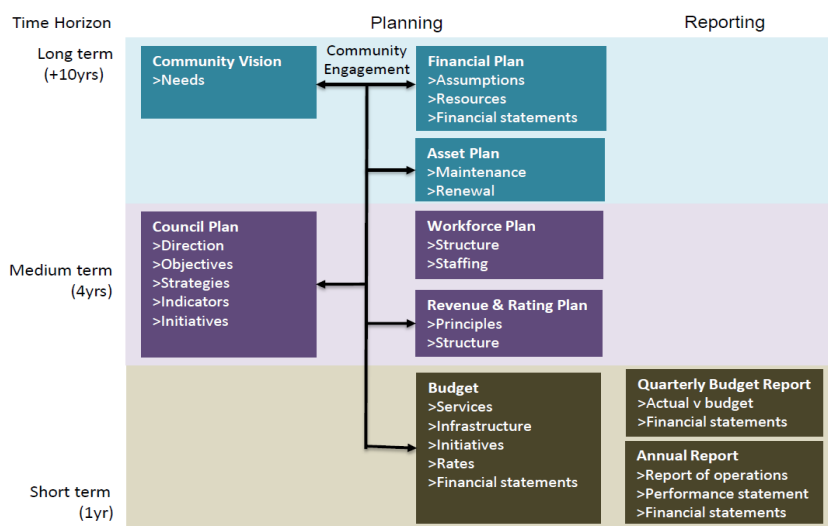 Time Horizon
Planning
Reporting
Long term
(+10yrs)
Community Vision
>Needs
Community
Engagement
Financial Plan
>Assumptions
>Resources
>Financial statements
Asset Plan
>Maintenance
>Renewal
Medium term
(4yrs)
Council Plan
>Direction
>Objectives
>Strategies
>Indicators
>Initiatives
Workforce Plan
>Structure
>Staffing
Revenue & Rating Plan
>Principles
>Structure
Short term
(1yr)
Budget
>Services
>Infrastructure
>Initiatives
>Rates
>Financial statements
Quarterly Budget Report
>Actual v budget
>Financial statements
Annual Report
>Report of operations
>Performance statement
>Financial statements